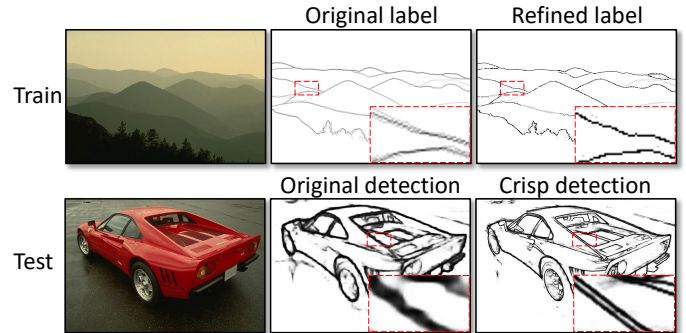 Original label
Refined label
Train
Original detection
Crisp detection
Test